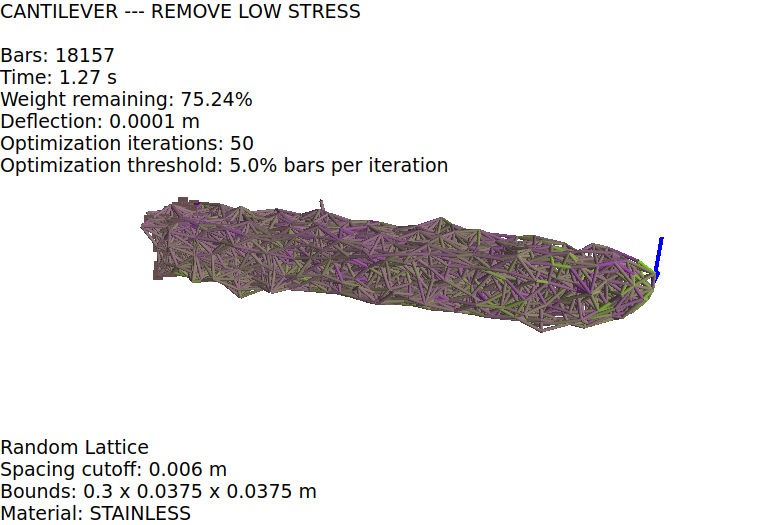 CANTILEVER --- REMOVE LOW STRESS
Bars: 18157
Time: 1.27 s
Weight remaining: 75.24%
Deflection: 0.0001 m
Optimization iterations: 50
Optimization threshold: 5.0% bars per iteration
Random Lattice
Spacing cutoff: 0.006 m
Bounds: 0.3 x 0.0375 x 0.0375 m
Material: STAINLESS